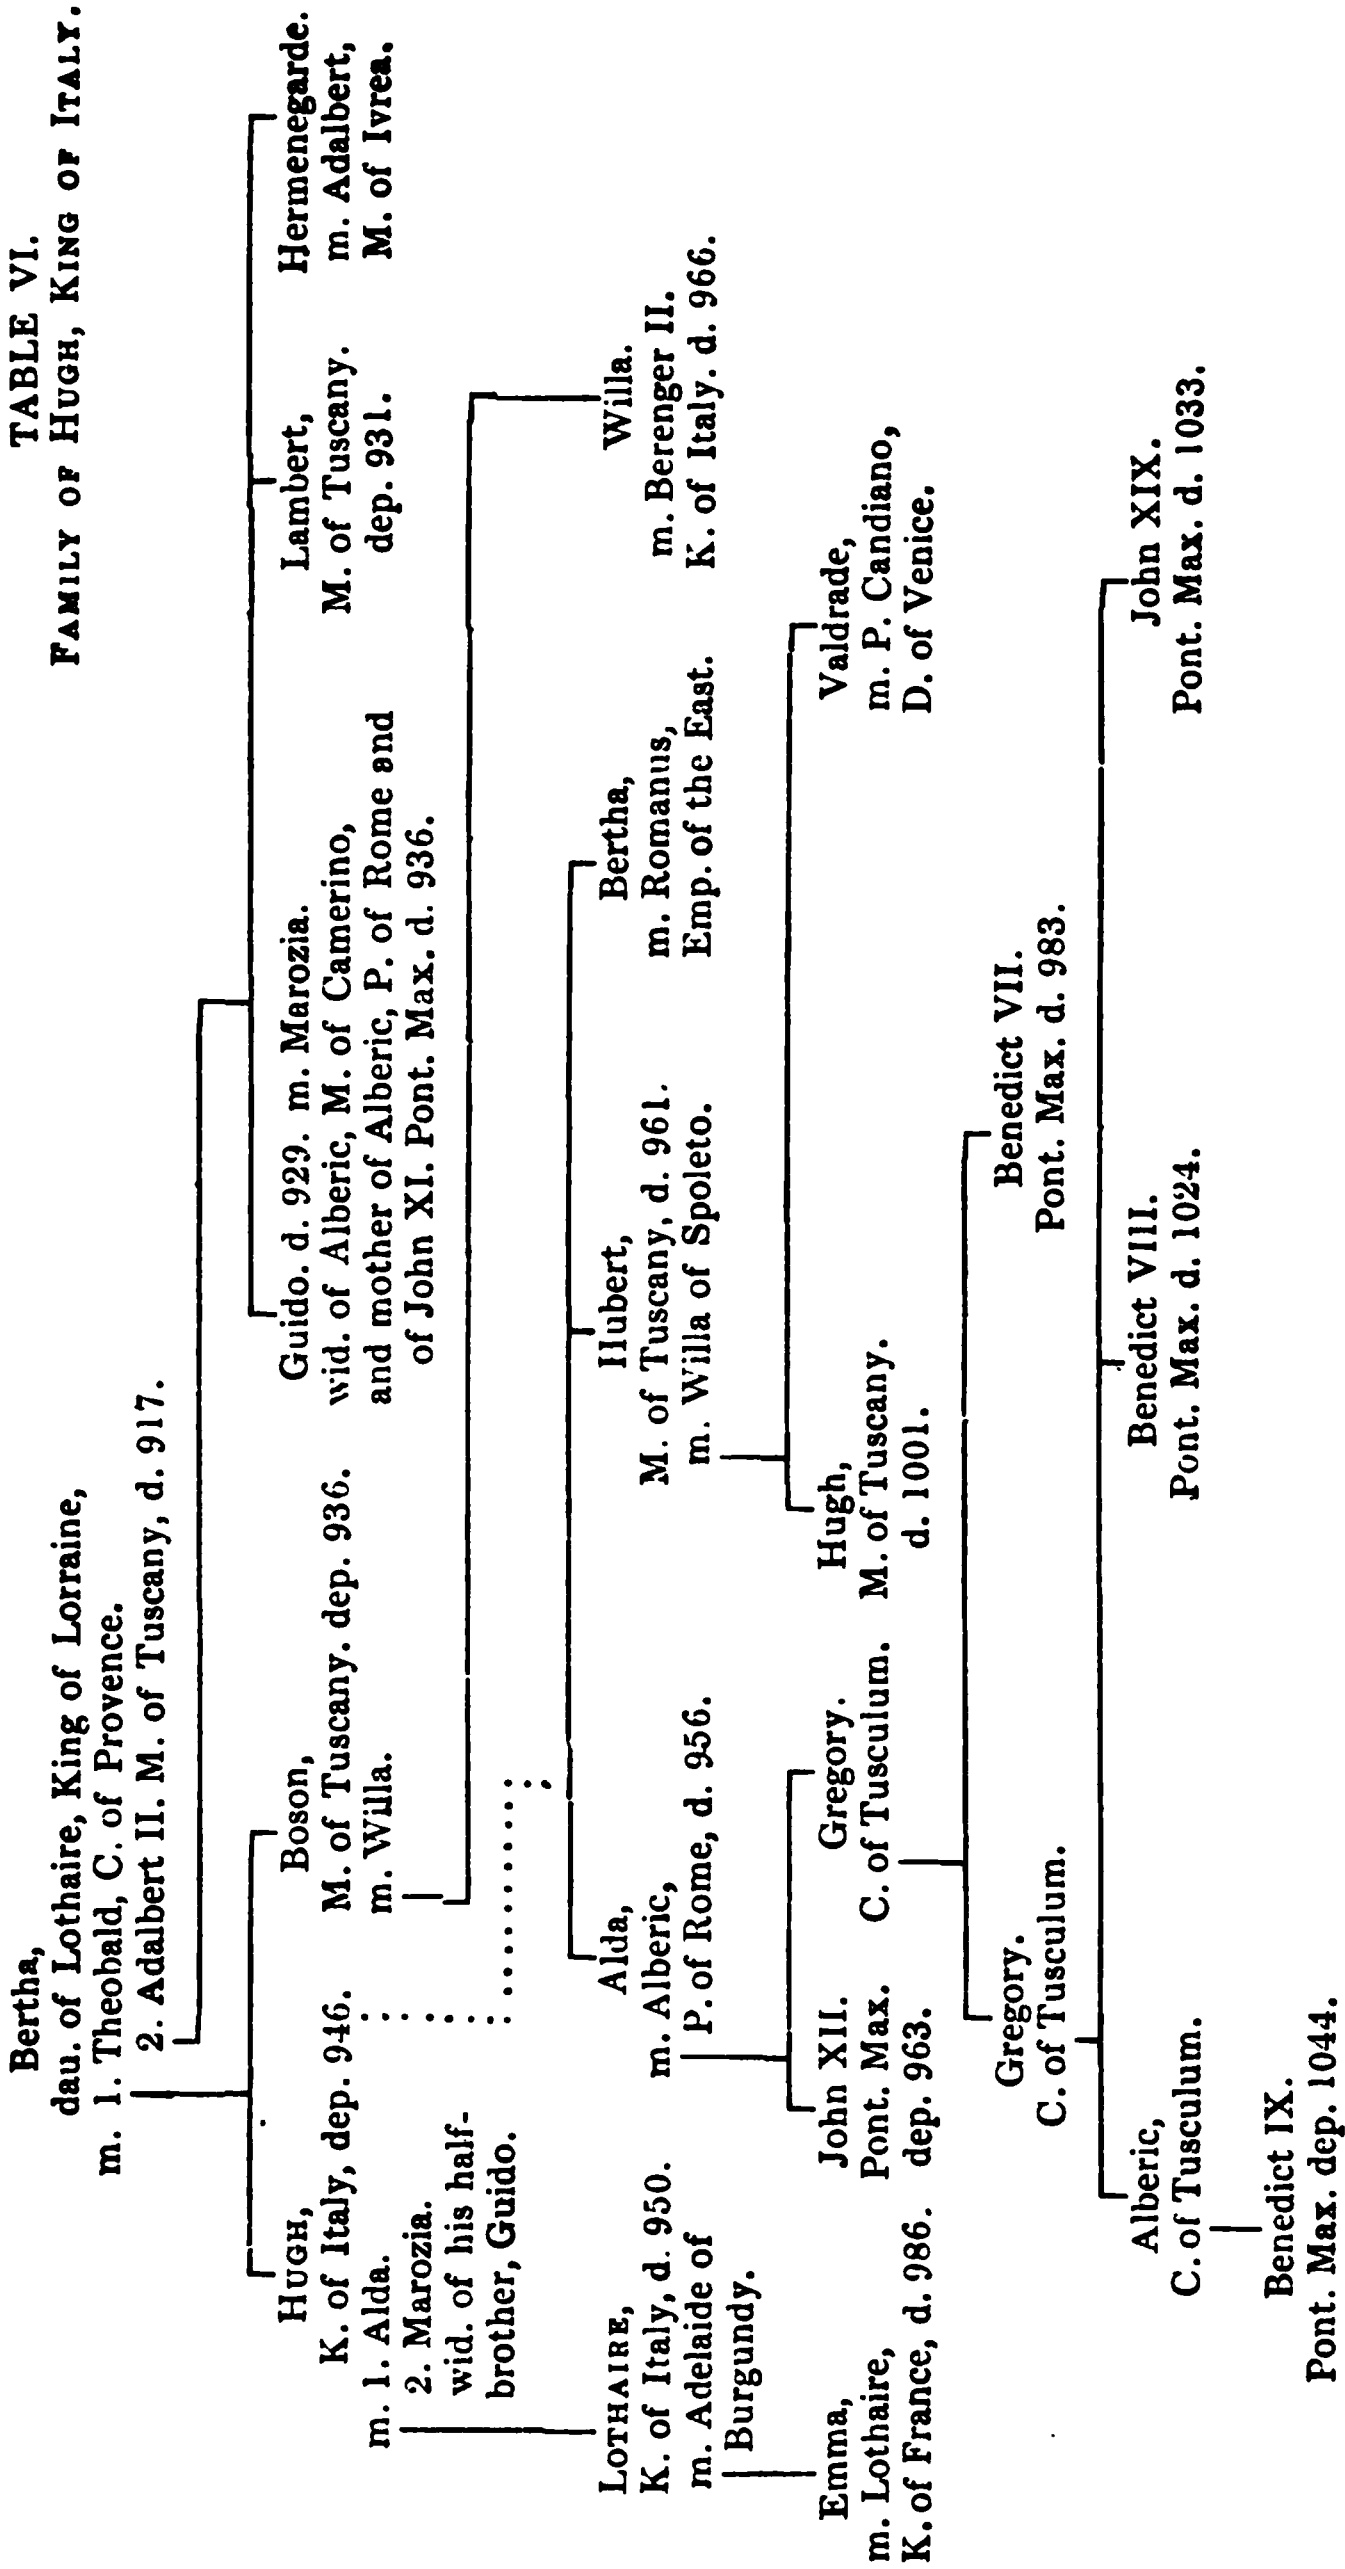 TABLE VI.
FAMILY OF HUGH, KING OF ITALY.
Bertha,
dau. of Lothaire, King of Lorraine,
m. 1. Theobald, C. of Provence.
2. Adalbert II. M. of Tuscany, d. 917.
HUGH,
K. of Italy, dep. 946.
m. 1. Alda.
2. Marozia.
wid. of his half-
brother, Guido.
Boson,
M. of Tuscany. dep. 936.
m. Willa.
Guido. d. 929. m. Marozia.
wid. of Alberic, M. of Camerino,
and mother of Alberic, P. of Rome and
of John XI. Pont. Max. d. 936.
Lambert,
M. of Tuscany.
dep. 931.
Hermenegarde.
m. Adalbert,
M. of Ivrea.
LOTHAIRE,
K. of Italy, d. 950.
m. Adelaide of
Burgundy.
Alda,
m. Alberic,
P. of Rome, d. 956.
Hubert,
M. of Tuscany, d. 961.
m. Willa of Spoleto.
Bertha,
m. Romanus,
Emp. of the East.
Willa.
m. Berenger II.
K. of Italy. d. 966.
Emma,
m. Lothaire,
K. of France, d. 986.
John XII.
Pont. Max.
dep. 963.
Gregory.
C. of Tusculum.
Hugh,
M. of Tuscany.
d. 1001.
Valdrade,
m. P. Candiano,
D. of Venice.
Gregory.
C. of Tusculum.
Benedict VII.
Pont. Max. d. 983.
Alberic,
C. of Tusculum.
Benedict VIII.
Pont. Max. d. 1024.
John XIX.
Pont. Max. d. 1033.
Benedict IX.
Pont. Max. dep. 1044.